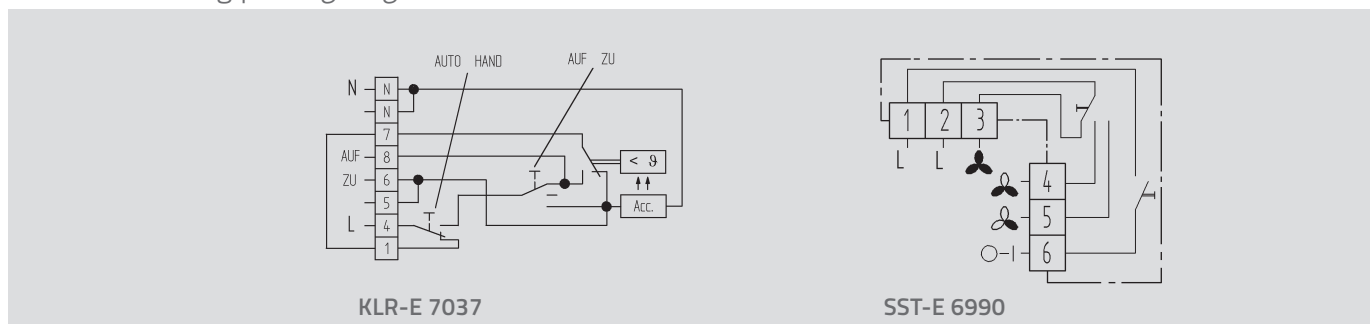 AUTO HAND
AUF ZU
N
N
N
7
AUF
8
ZU
6
5
L
4
1
< ϑ
Acc.
KLR-E 7037
1 2 3
L L
4
5
6
SST-E 6990